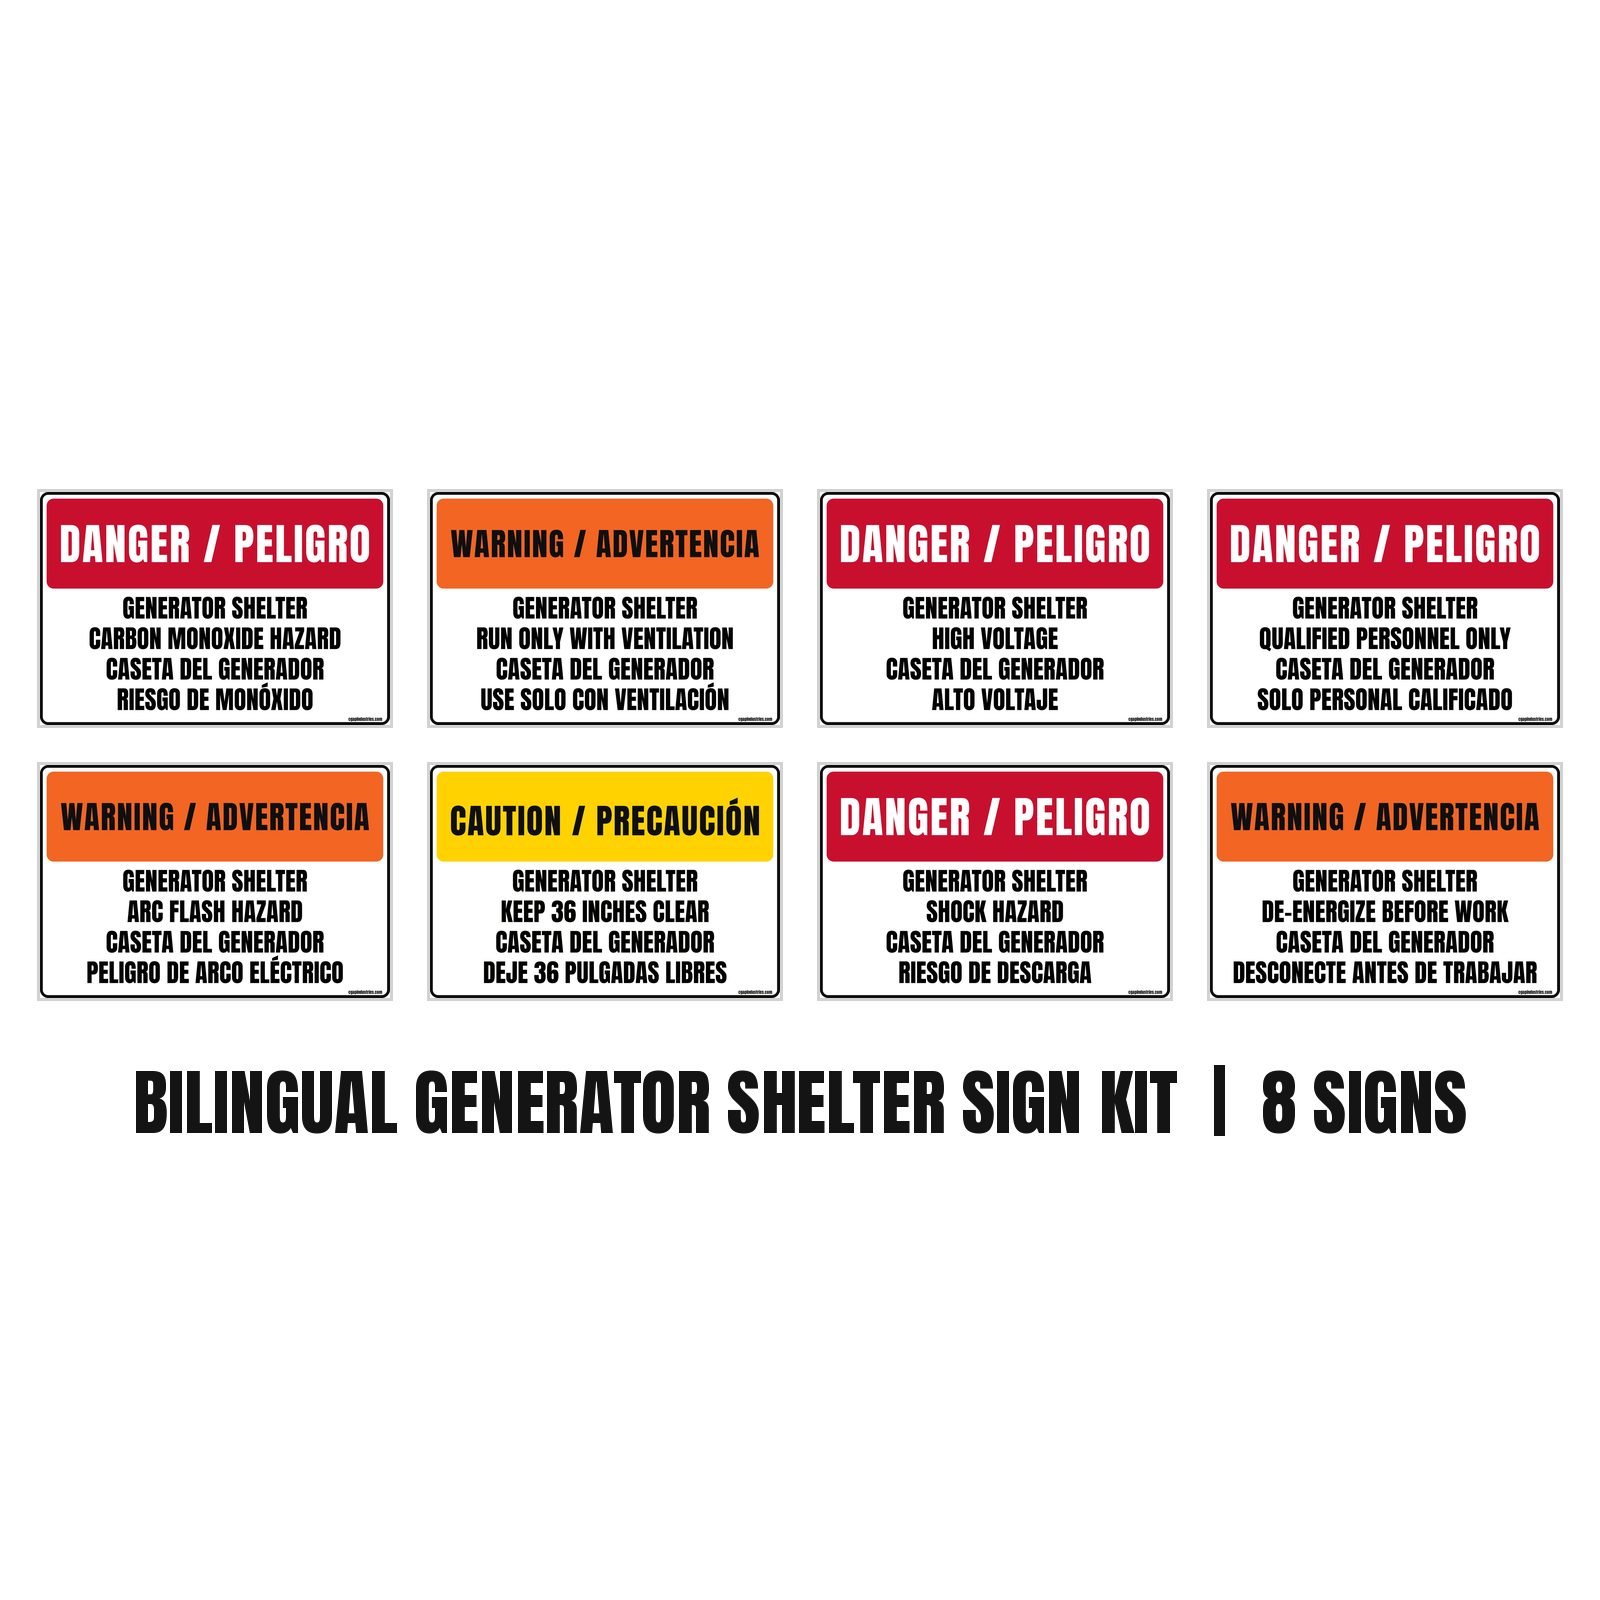 DANGER / PELIGRO
GENERATOR SHELTER
CARBON MONOXIDE HAZARD
CASETA DEL GENERADOR
RIESGO DE MONÓXIDO
WARNING / ADVERTENCIA
GENERATOR SHELTER
RUN ONLY WITH VENTILATION
CASETA DEL GENERADOR
USE SOLO CON VENTILACIÓN
DANGER / PELIGRO
GENERATOR SHELTER
HIGH VOLTAGE
CASETA DEL GENERADOR
ALTO VOLTAJE
DANGER / PELIGRO
GENERATOR SHELTER
QUALIFIED PERSONNEL ONLY
CASETA DEL GENERADOR
SOLO PERSONAL CALIFICADO
WARNING / ADVERTENCIA
GENERATOR SHELTER
ARC FLASH HAZARD
CASETA DEL GENERADOR
PELIGRO DE ARCO ELÉCTRICO
CAUTION / PRECAUCIÓN
GENERATOR SHELTER
KEEP 36 INCHES CLEAR
CASETA DEL GENERADOR
DEJE 36 PULGADAS LIBRES
DANGER / PELIGRO
GENERATOR SHELTER
SHOCK HAZARD
CASETA DEL GENERADOR
RIESGO DE DESCARGA
WARNING / ADVERTENCIA
GENERATOR SHELTER
DE-ENERGIZE BEFORE WORK
CASETA DEL GENERADOR
DESCONECTE ANTES DE TRABAJAR
BILINGUAL GENERATOR SHELTER SIGN KIT | 8 SIGNS